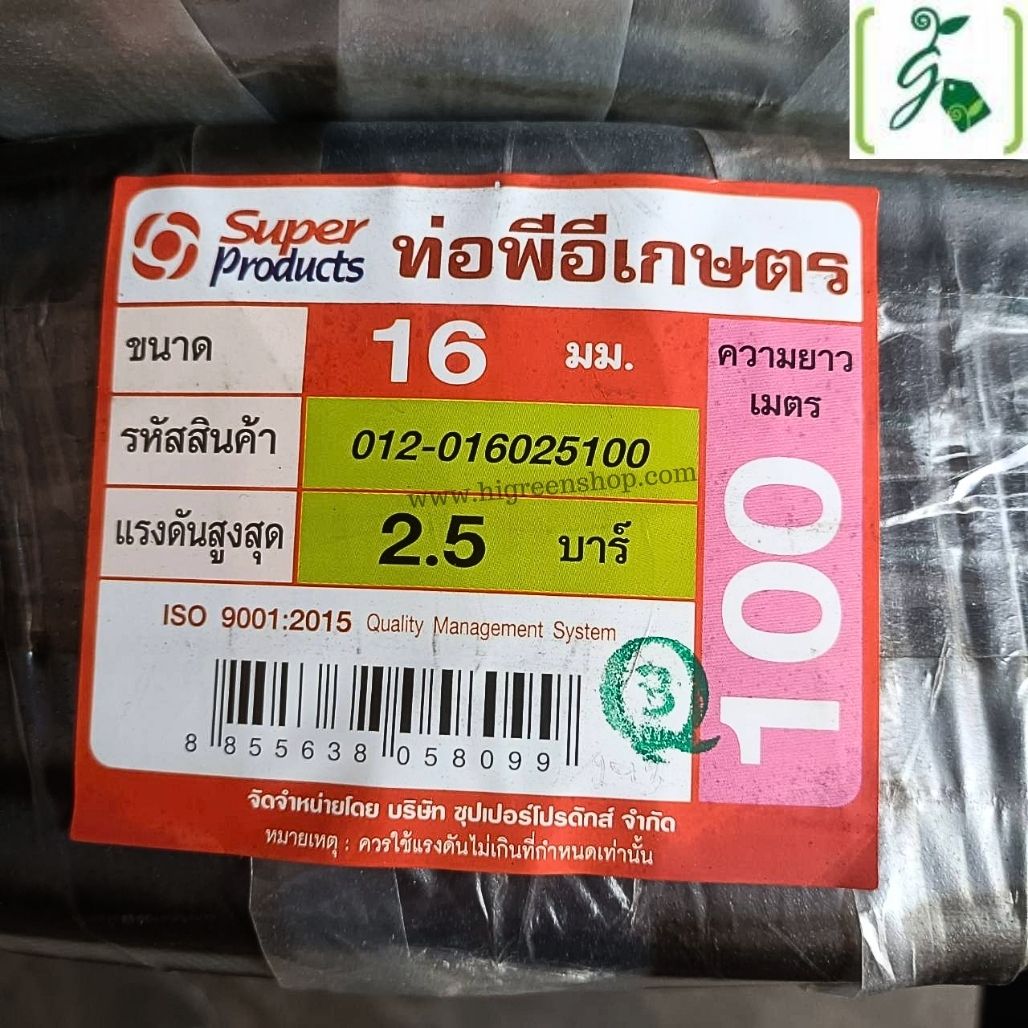 Super Products ท่อพีอีเกษตร
ขนาด 16 มม.
ความยาว
เมตร
100
รหัสสินค้า 012-016025100
www.higreenshop.com
แรงดันสูงสุด 2.5 บาร์
ISO 9001:2015 Quality Management System
3
8 855638 058099
จัดจำหน่ายโดย บริษัท ซุปเปอร์โปรดักส์ จำกัด
หมายเหตุ : ควรใช้แรงดันไม่เกินที่กำหนดเท่านั้น